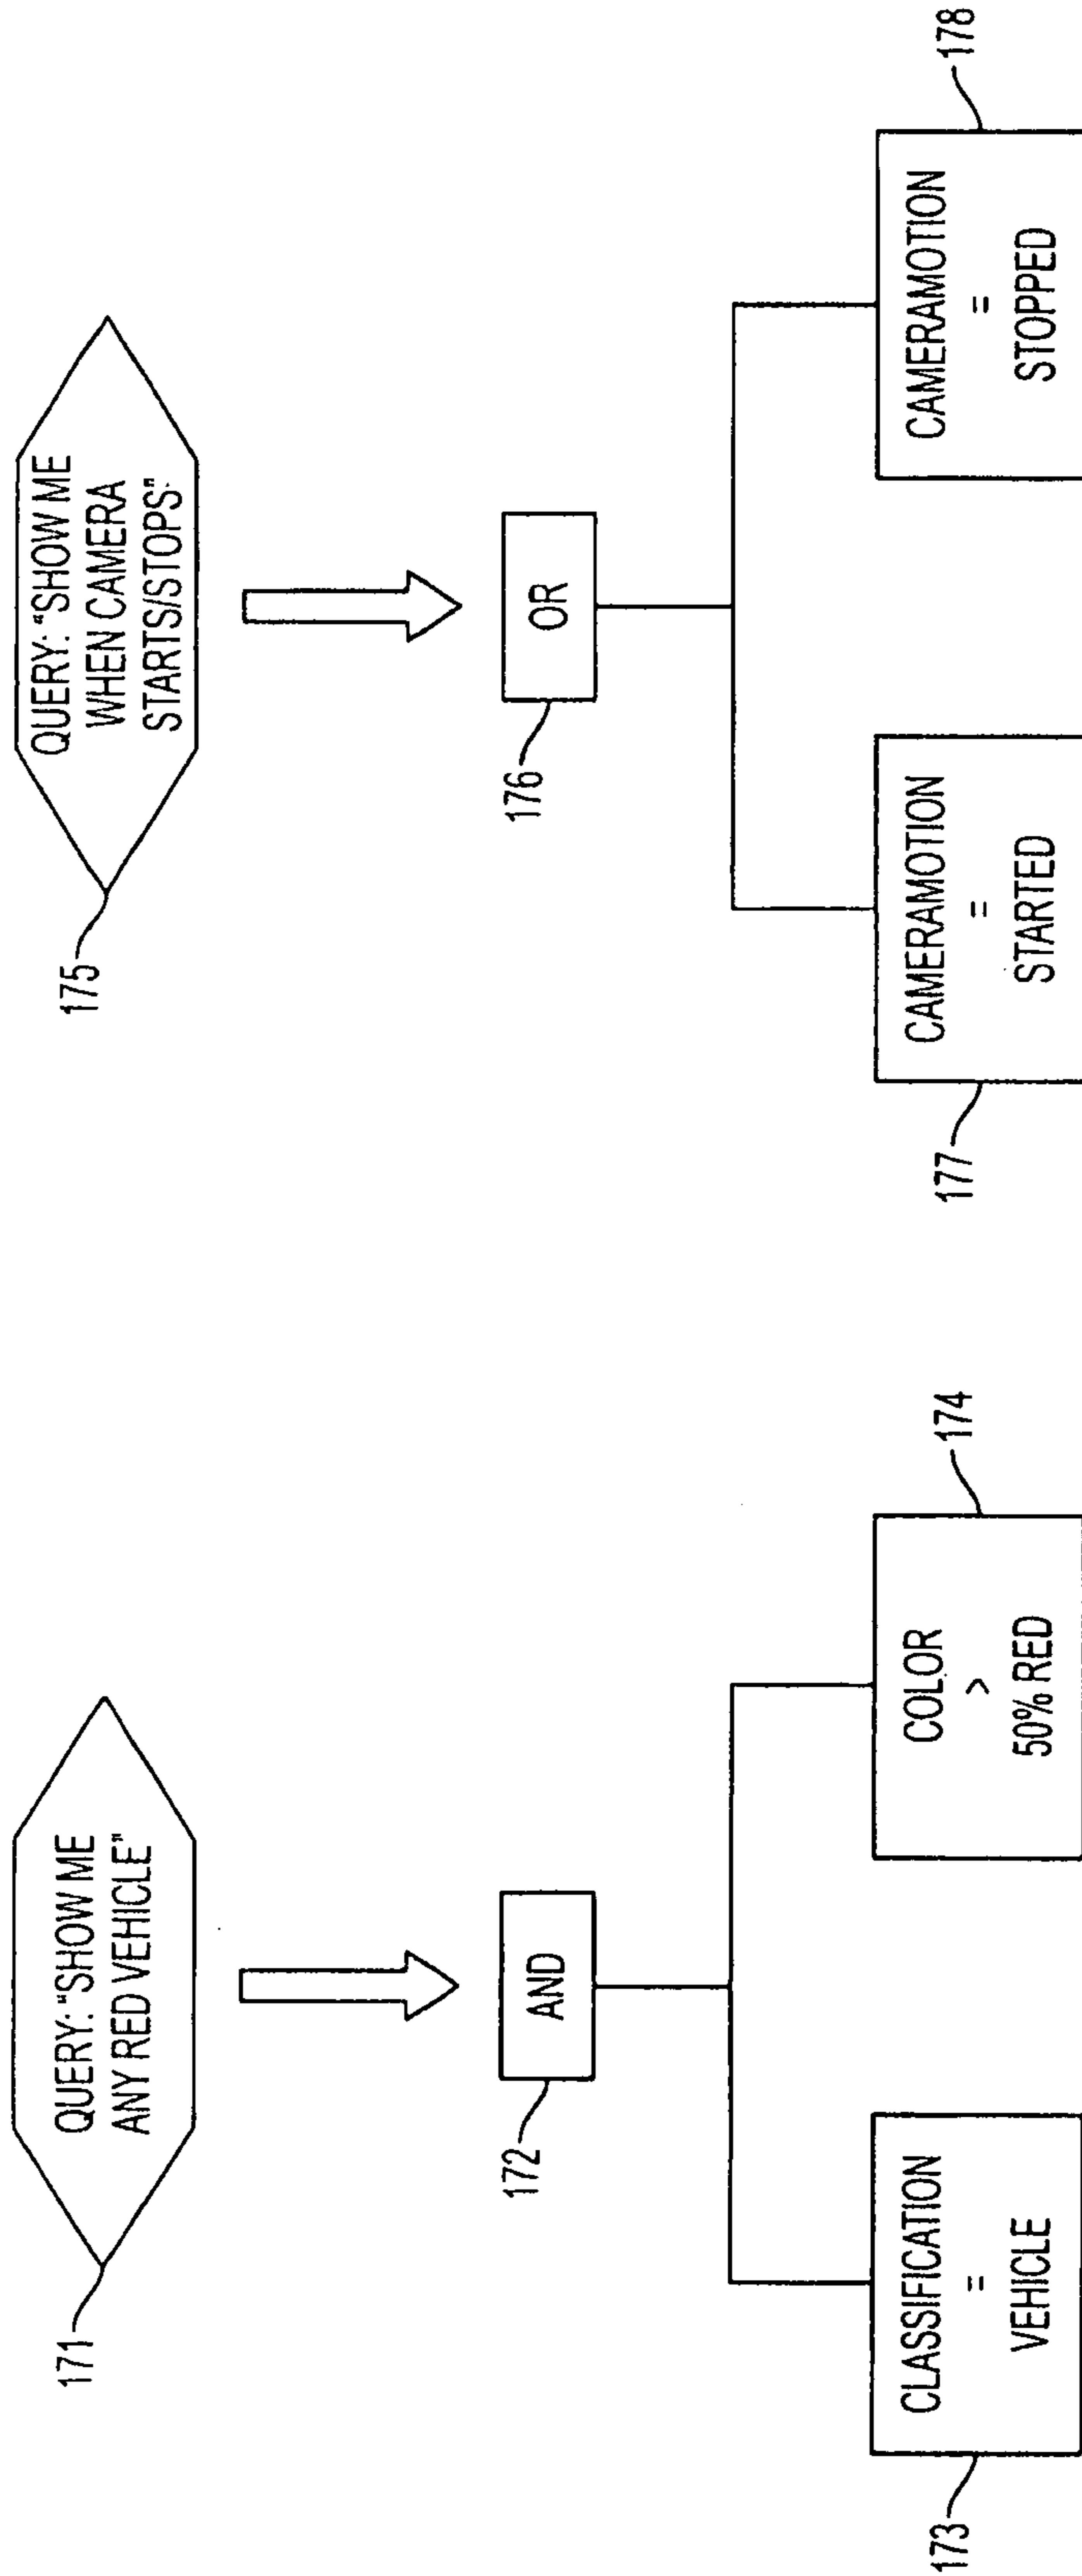 171
QUERY: "SHOW ME
ANY RED VEHICLE"
172
AND
173
CLASSIFICATION
=
VEHICLE
COLOR
>
50% RED
174
175
QUERY: "SHOW ME
WHEN CAMERA
STARTS/STOPS"
176
OR
177
CAMERAMOTION
=
STARTED
CAMERAMOTION
=
STOPPED
178